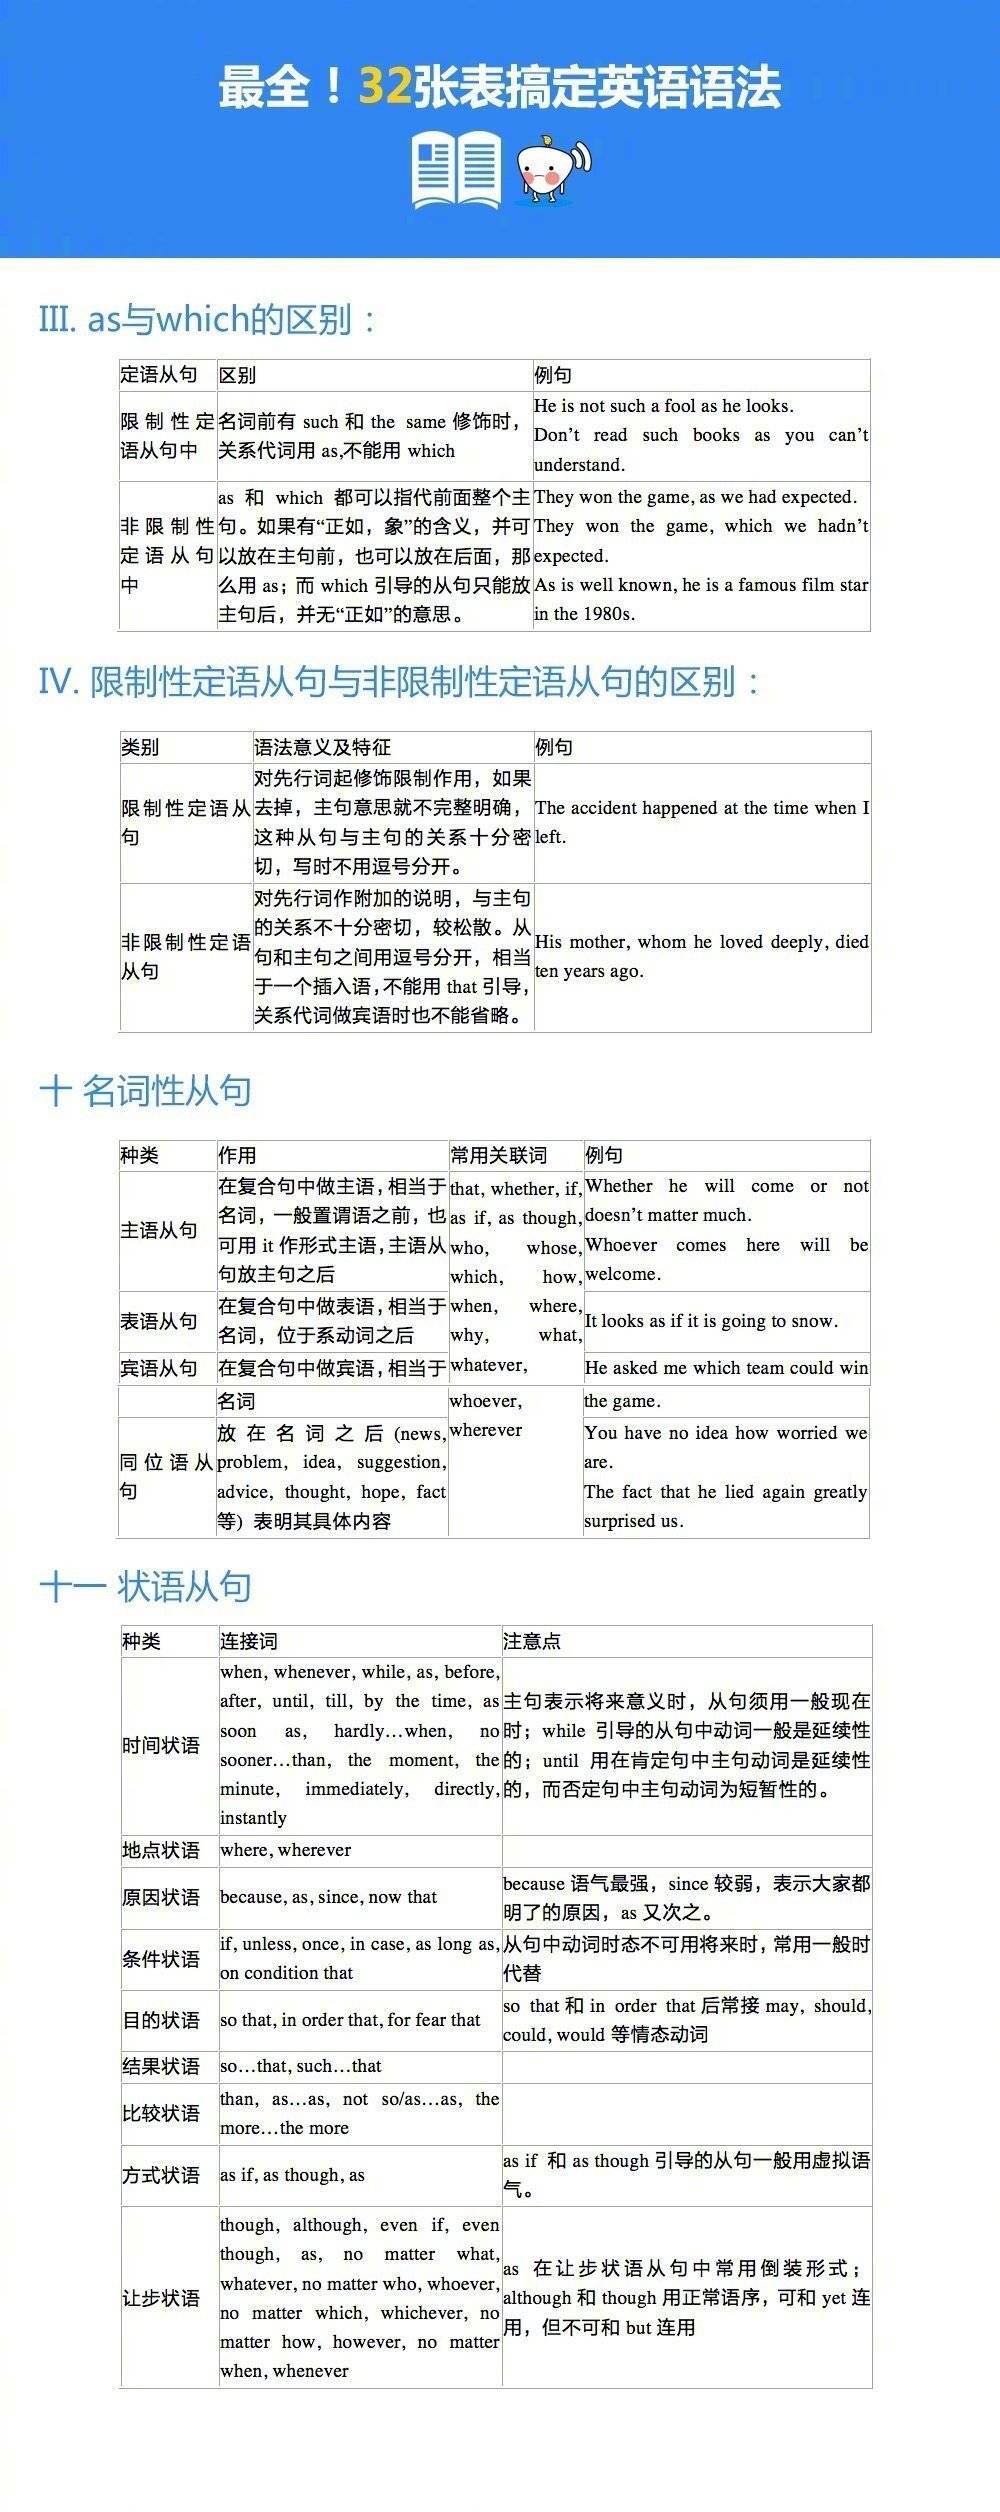 最全！32张表搞定英语语法
III. as与which的区别：
定语从句 区别 例句
限制性定
语从句中
名词前有 such 和 the same 修饰时，
关系代词用 as,不能用 which
He is not such a fool as he looks.
Don't read such books as you can't
understand.
非限制性
定语从句
中
as 和 which 都可以指代前面整个主
句。如果有“正如，象”的含义，并可
以放在主句前，也可以放在后面，那
么用 as；而 which 引导的从句只能放
主句后，并无“正如”的意思。
They won the game, as we had expected.
They won the game, which we hadn't
expected.
As is well known, he is a famous film star
in the 1980s.
IV. 限制性定语从句与非限制性定语从句的区别：
类别 语法意义及特征 例句
限制性定语从
句
对先行词起修饰限制作用，如果
去掉，主句意思就不完整明确，
这种从句与主句的关系十分密
切，写时不用逗号分开。
The accident happened at the time when I
left.
非限制性定语
从句
对先行词作附加的说明，与主句
的关系不十分密切，较松散。从
句和主句之间用逗号分开，相当
于一个插入语，不能用 that 引导，
关系代词做宾语时也不能省略。
His mother, whom he loved deeply, died
ten years ago.
十 名词性从句
种类 作用 常用关联词 例句
主语从句
在复合句中做主语，相当于
名词，一般置谓语之前，也
可用 it 作形式主语，主语从
句放主句之后
that, whether, if,
as if, as though,
who, whose,
which, how,
when, where,
why, what,
whatever,
Whether he will come or not
doesn't matter much.
Whoever comes here will be
welcome.
表语从句
在复合句中做表语，相当于
名词，位于系动词之后
It looks as if it is going to snow.
宾语从句
在复合句中做宾语，相当于
He asked me which team could win
名词
whoever,
wherever
the game.
同位语从
句
放在名词之后 (news,
problem, idea, suggestion,
advice, thought, hope, fact
等) 表明其具体内容
You have no idea how worried we
are.
The fact that he lied again greatly
surprised us.
十一 状语从句
种类 连接词 注意点
时间状语
when, whenever, while, as, before,
after, until, till, by the time, as
soon as, hardly…when, no
sooner…than, the moment, the
minute, immediately, directly,
instantly
主句表示将来意义时，从句须用一般现在
时；while 引导的从句中动词一般是延续性
的；until 用在肯定句中主句动词是延续性
的，而否定句中主句动词为短暂性的。
地点状语 where, wherever
原因状语 because, as, since, now that
because 语气最强，since 较弱，表示大家都
明了的原因，as 又次之。
条件状语
if, unless, once, in case, as long as,
on condition that
从句中动词时态不可用将来时，常用一般时
代替
目的状语 so that, in order that, for fear that
so that 和 in order that 后常接 may, should,
could, would 等情态动词
结果状语 so…that, such…that
比较状语
than, as…as, not so/as…as, the
more…the more
方式状语 as if, as though, as
as if 和 as though 引导的从句一般用虚拟语
气。
让步状语
though, although, even if, even
though, as, no matter what,
whatever, no matter who, whoever,
no matter which, whichever, no
matter how, however, no matter
when, whenever
as 在让步状语从句中常用倒装形式；
although 和 though 用正常语序，可和 yet 连
用，但不可和 but 连用